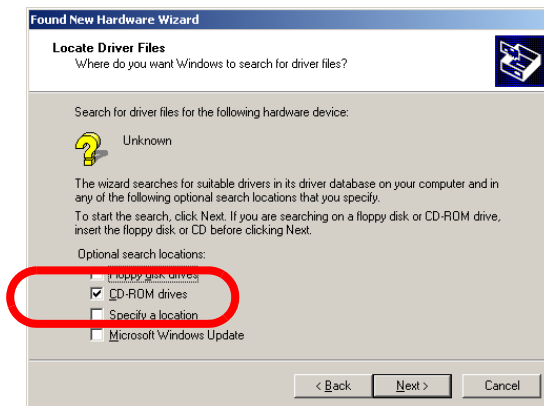 Found New Hardware Wizard
Locate Driver Files
Where do you want Windows to search for driver files?
Search for driver files for the following hardware device:
Unknown
The wizard searches for suitable drivers in its driver database on your computer and in
any of the following optional search locations that you specify.
To start the search, click Next. If you are searching on a floppy disk or CD-ROM drive,
insert the floppy disk or CD before clicking Next.
Optional search locations:
Floppy disk drives
CD-ROM drives
Specify a location
Microsoft Windows Update
< Back
Next >
Cancel